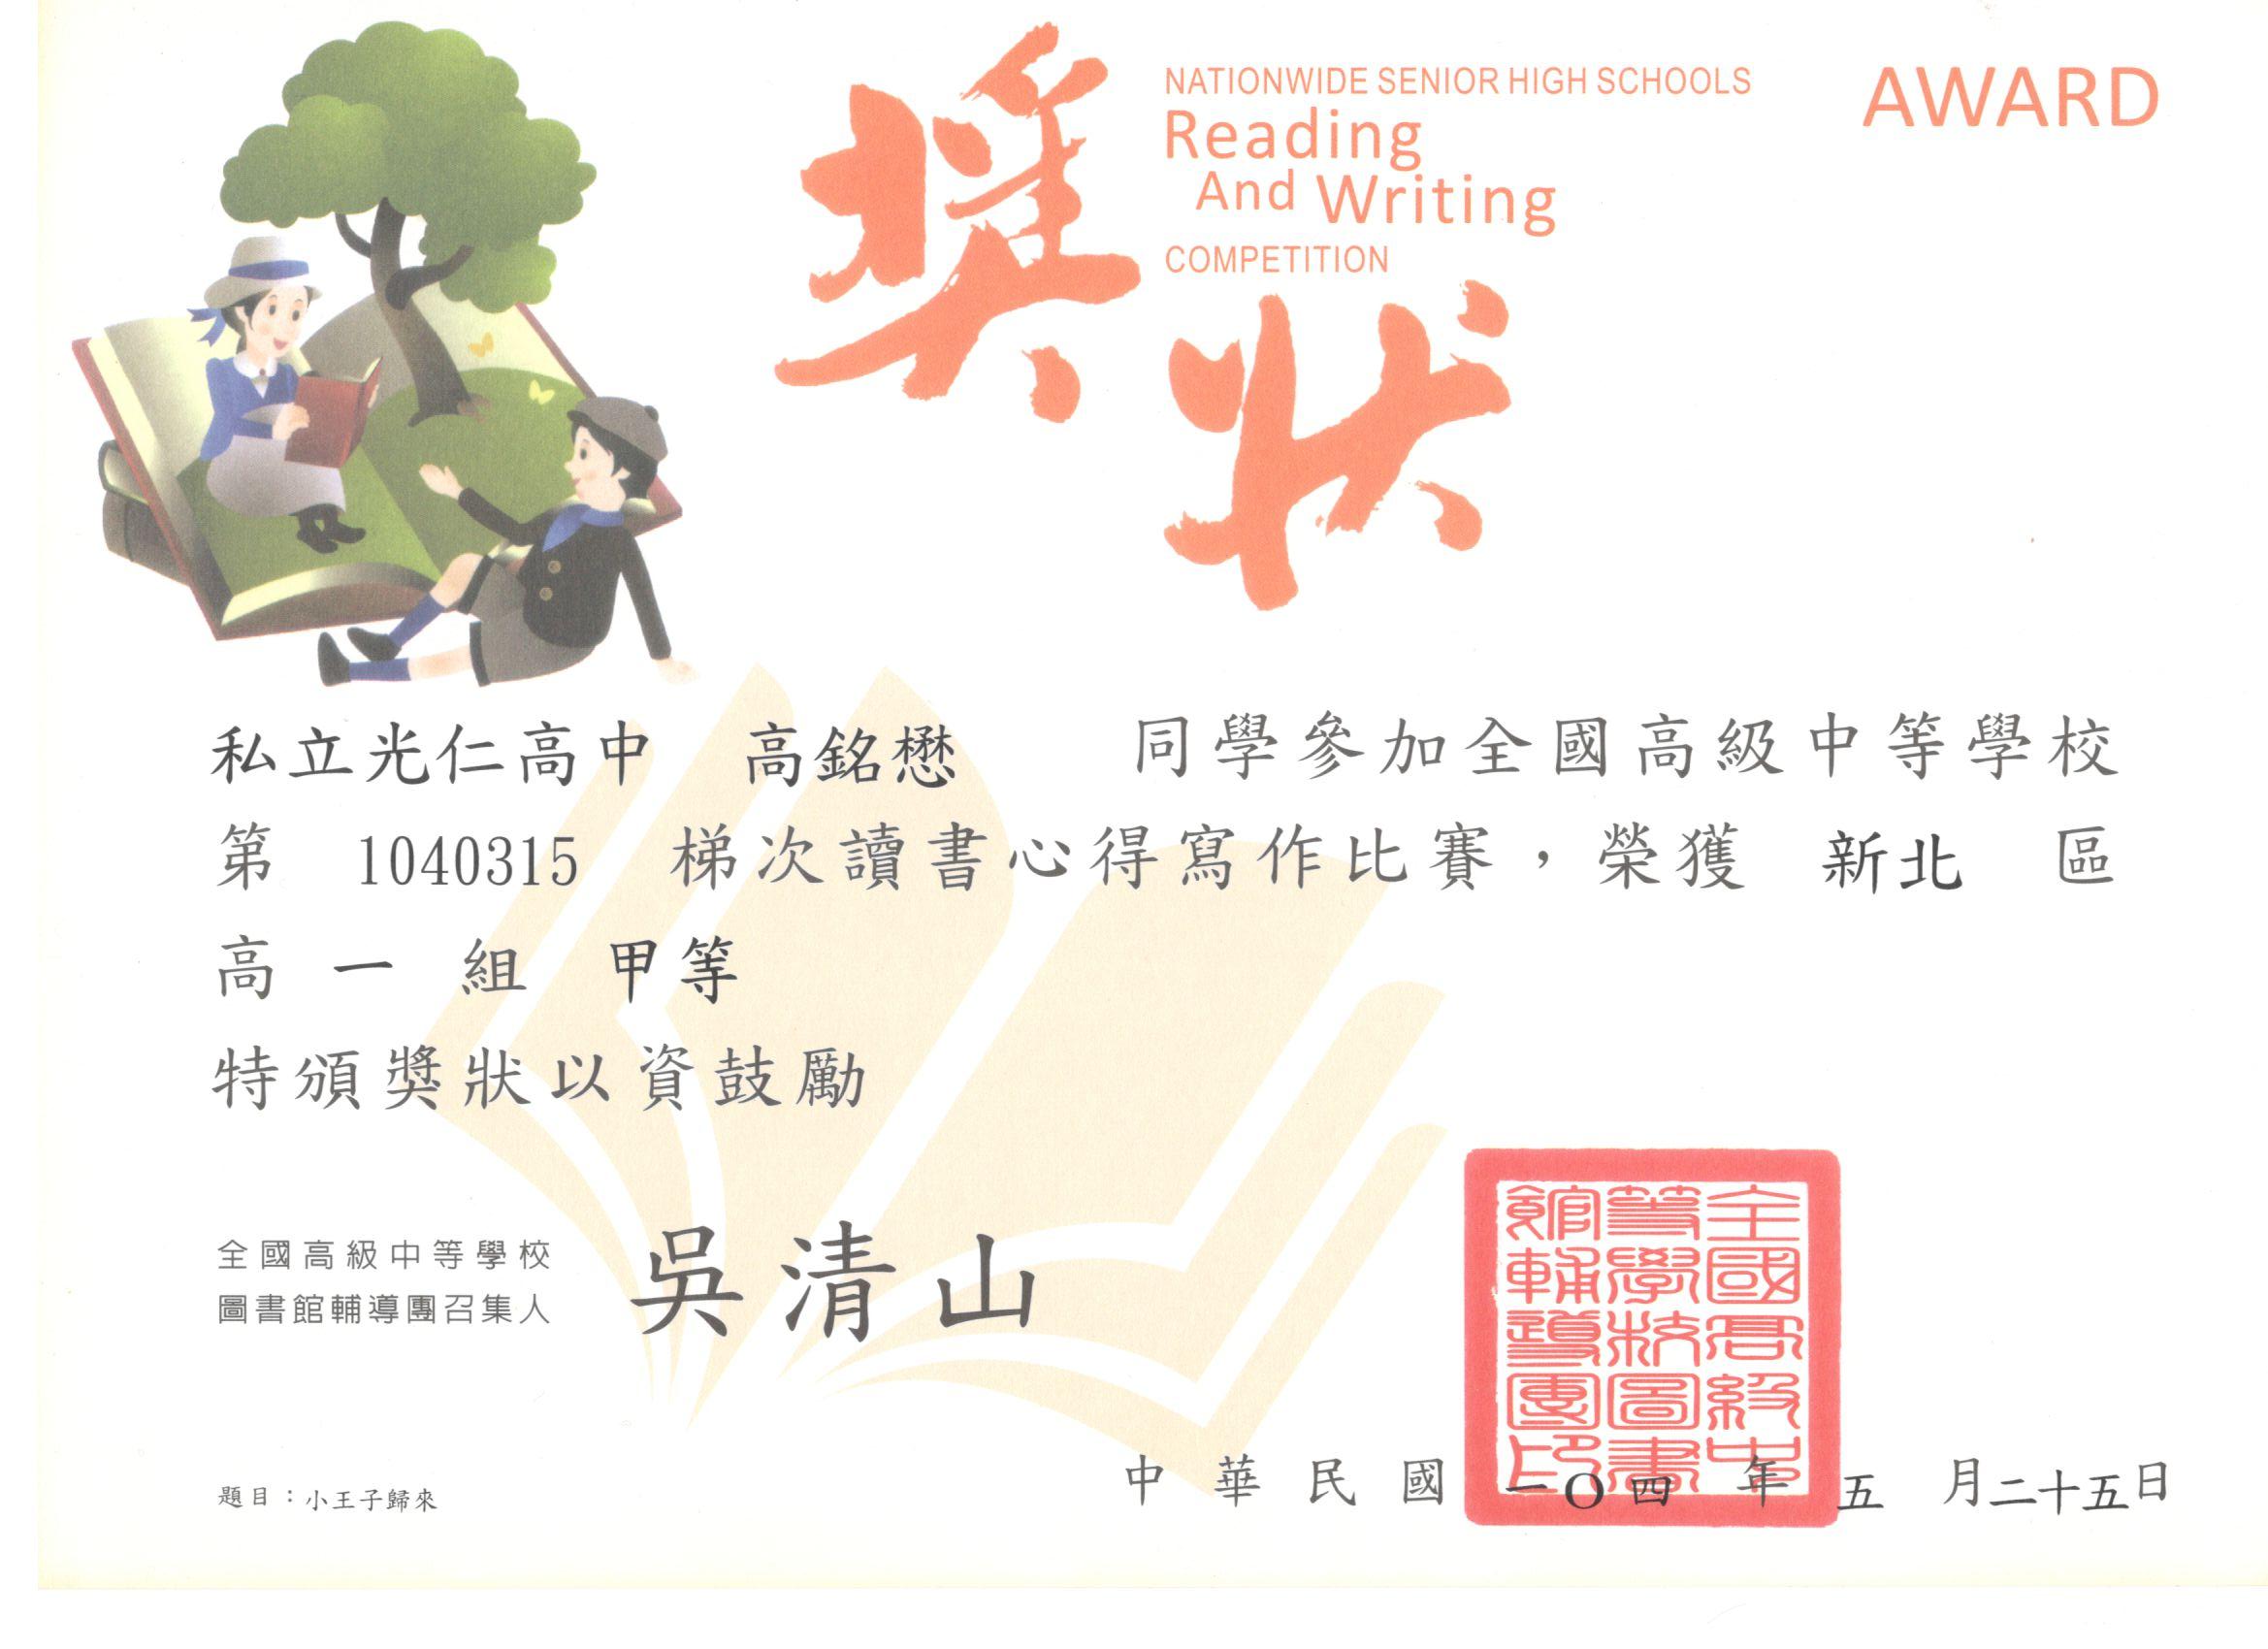 獎狀
NATIONWIDE SENIOR HIGH SCHOOLS
Reading
And Writing
COMPETITION
AWARD
私立光仁高中 高銘懋 同學參加全國高級中等學校
第 1040315 梯次讀書心得寫作比賽，榮獲 新北 區
高 一 組 甲等
特頒獎狀以資鼓勵
全國高級中等學校
圖書館輔導團召集人
吳清山
全國高級中
等學校圖書
館輔導團印
中華民國一○四年五月二十五日
題目：小王子歸來